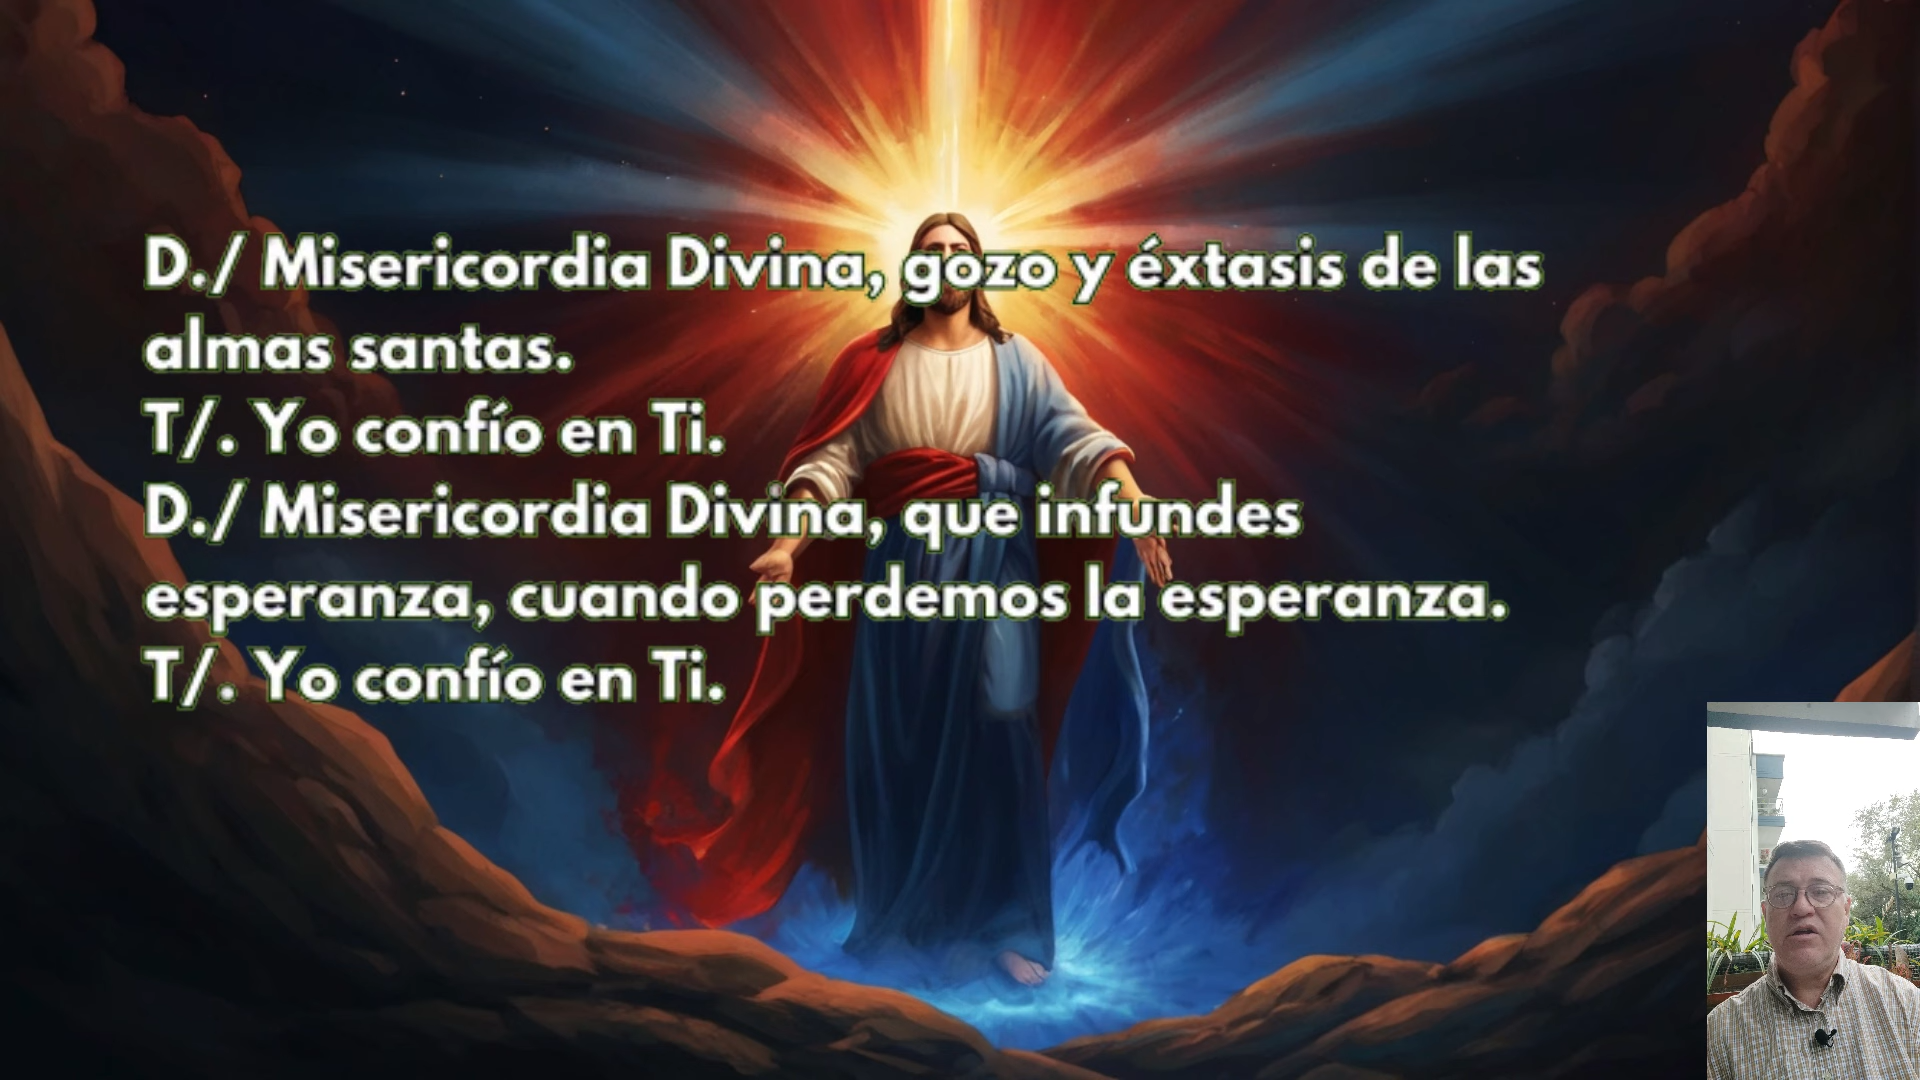 D./ Misericordia Divina, gozo y éxtasis de las
almas santas.
T/. Yo confío en Ti.
D./ Misericordia Divina, que infundes
esperanza, cuando perdemos la esperanza.
T/. Yo confío en Ti.